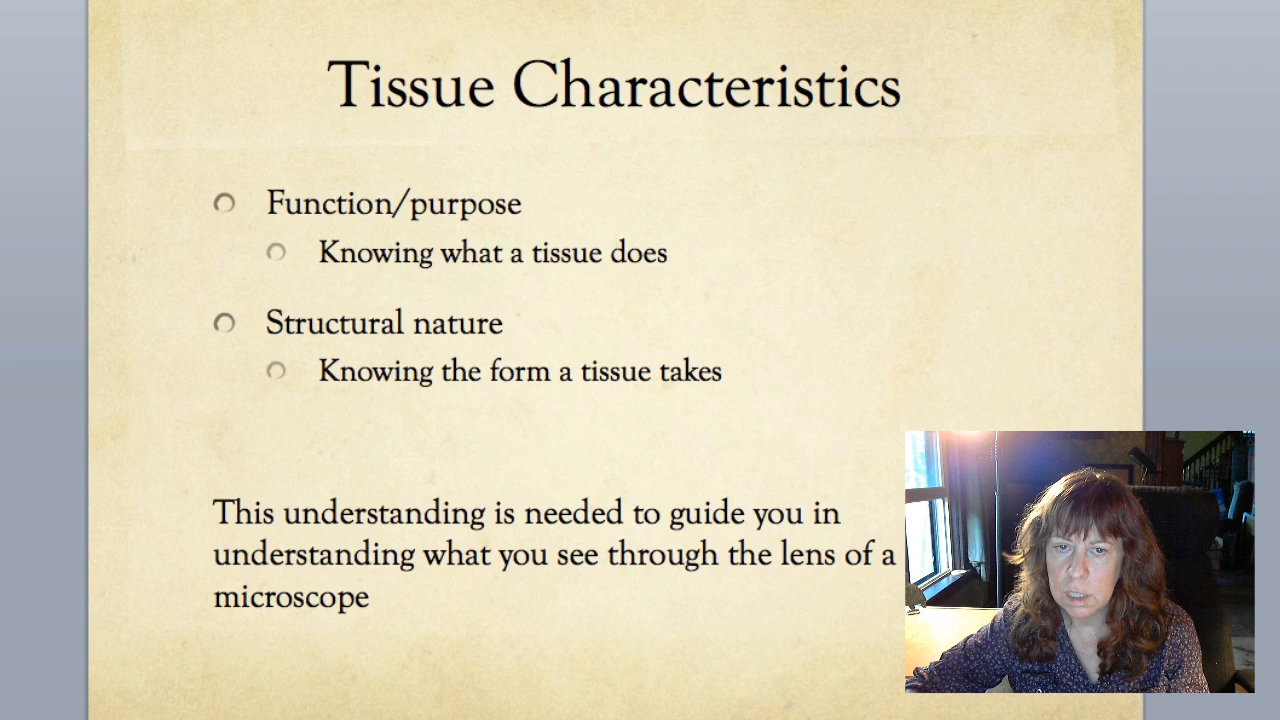 Tissue Characteristics
Function/purpose
Knowing what a tissue does
Structural nature
Knowing the form a tissue takes
This understanding is needed to guide you in
understanding what you see through the lens of a
microscope